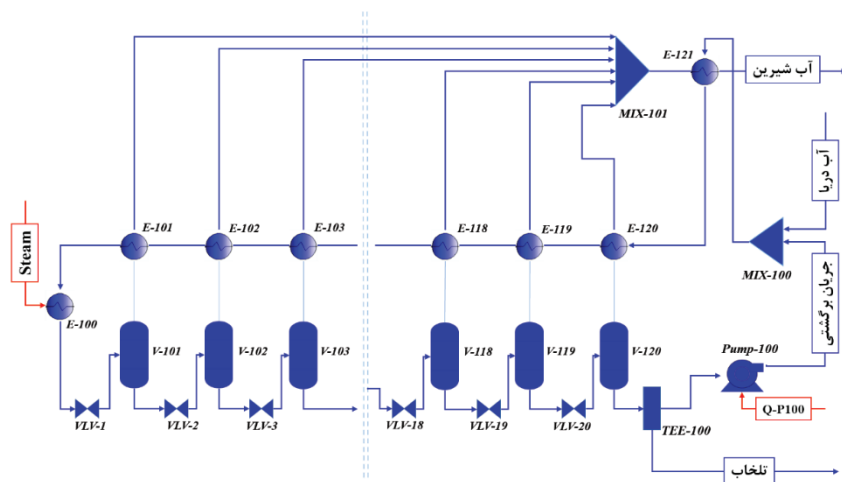 E-121
آب شیرین
MIX-101
آب دریا
E-101
E-102
E-103
E-118
E-119
E-120
Steam
MIX-100
جریان برگشتی
E-100
V-101
V-102
V-103
V-118
V-119
V-120
Pump-100
VLV-1
VLV-2
VLV-3
VLV-18
VLV-19
VLV-20
TEE-100
Q-P100
تلخاب